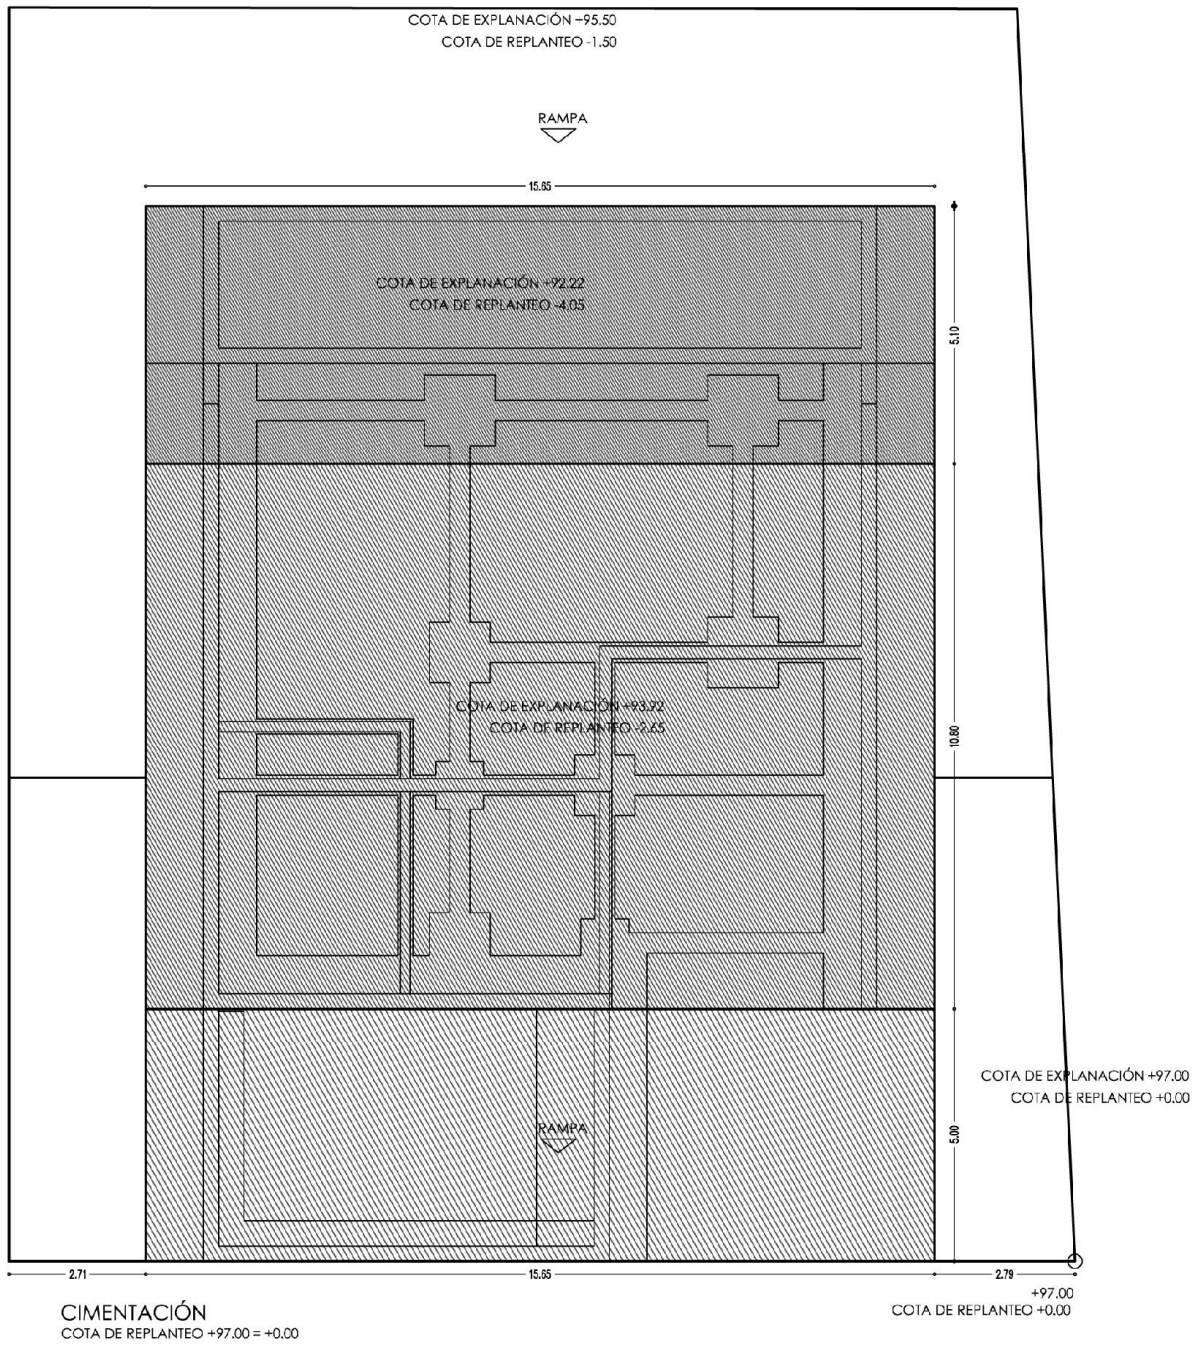 COTA DE EXPLANACIÓN +95.50
COTA DE REPLANTEO -1.50
RAMPA
15.65
COTA DE EXPLANACIÓN +92.22
COTA DE REPLANTEO -4.05
5.10
COTA DE EXPLANACIÓN +93.92
COTA DE REPLANTEO -2.65
10.80
COTA DE EXPLANACIÓN +97.00
COTA DE REPLANTEO +0.00
RAMPA
5.00
2.71
15.65
2.79
+97.00
COTA DE REPLANTEO +0.00
CIMENTACIÓN
COTA DE REPLANTEO +97.00 = +0.00